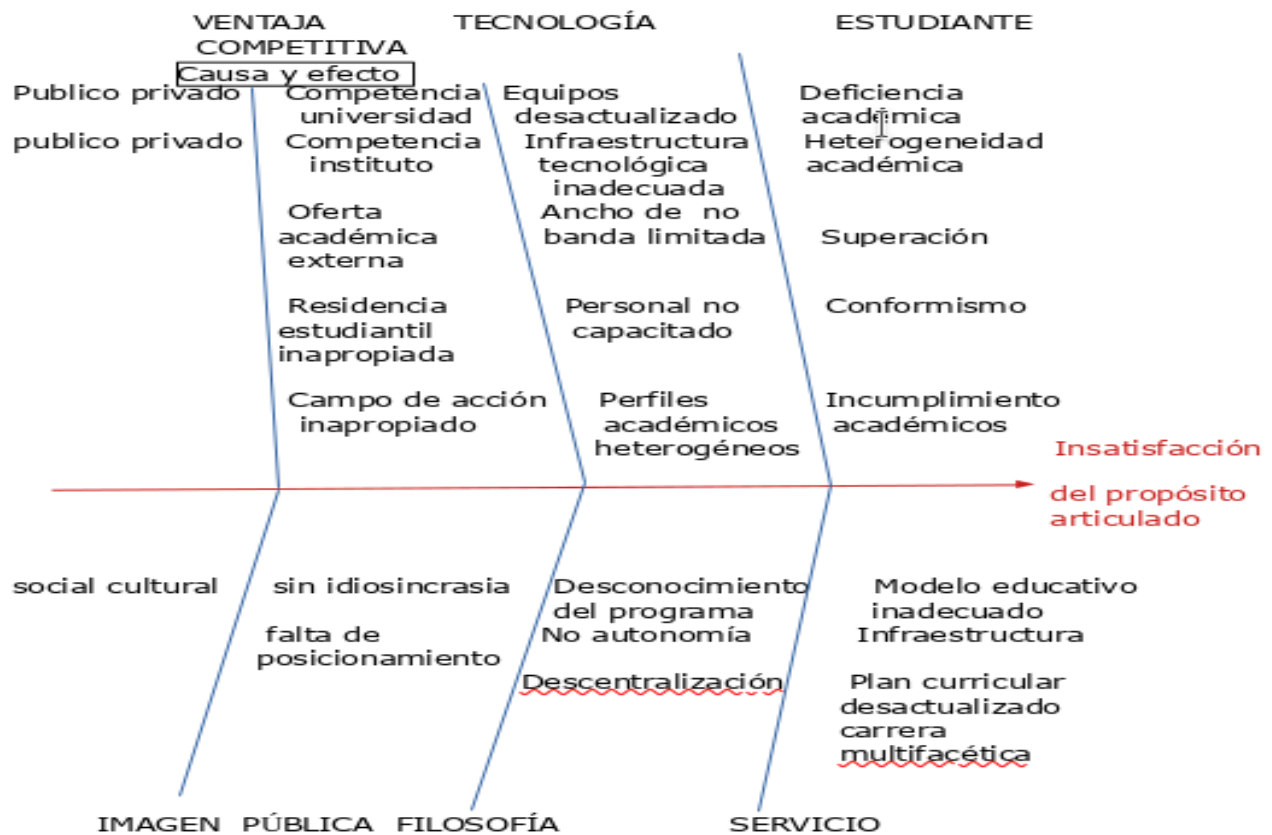 VENTAJA
COMPETITIVA
TECNOLOGÍA
ESTUDIANTE
Causa y efecto
Publico privado
publico privado
Competencia
universidad
Competencia
instituto
Oferta
académica
externa
Residencia
estudiantil
inapropiada
Campo de acción
inapropiado
Equipos
desactualizado
Infraestructura
tecnológica
inadecuada
Ancho de no
banda limitada
Personal no
capacitado
Perfiles
académicos
heterogéneos
Deficiencia
académica
Heterogeneidad
académica
Superación
Conformismo
Incumplimiento
académicos
Insatisfacción
del propósito
articulado
social cultural
sin idiosincrasia
falta de
posicionamiento
Desconocimiento
del programa
No autonomía
Descentralización
Modelo educativo
inadecuado
Infraestructura
Plan curricular
desactualizado
carrera
multifacética
IMAGEN PÚBLICA
FILOSOFÍA
SERVICIO